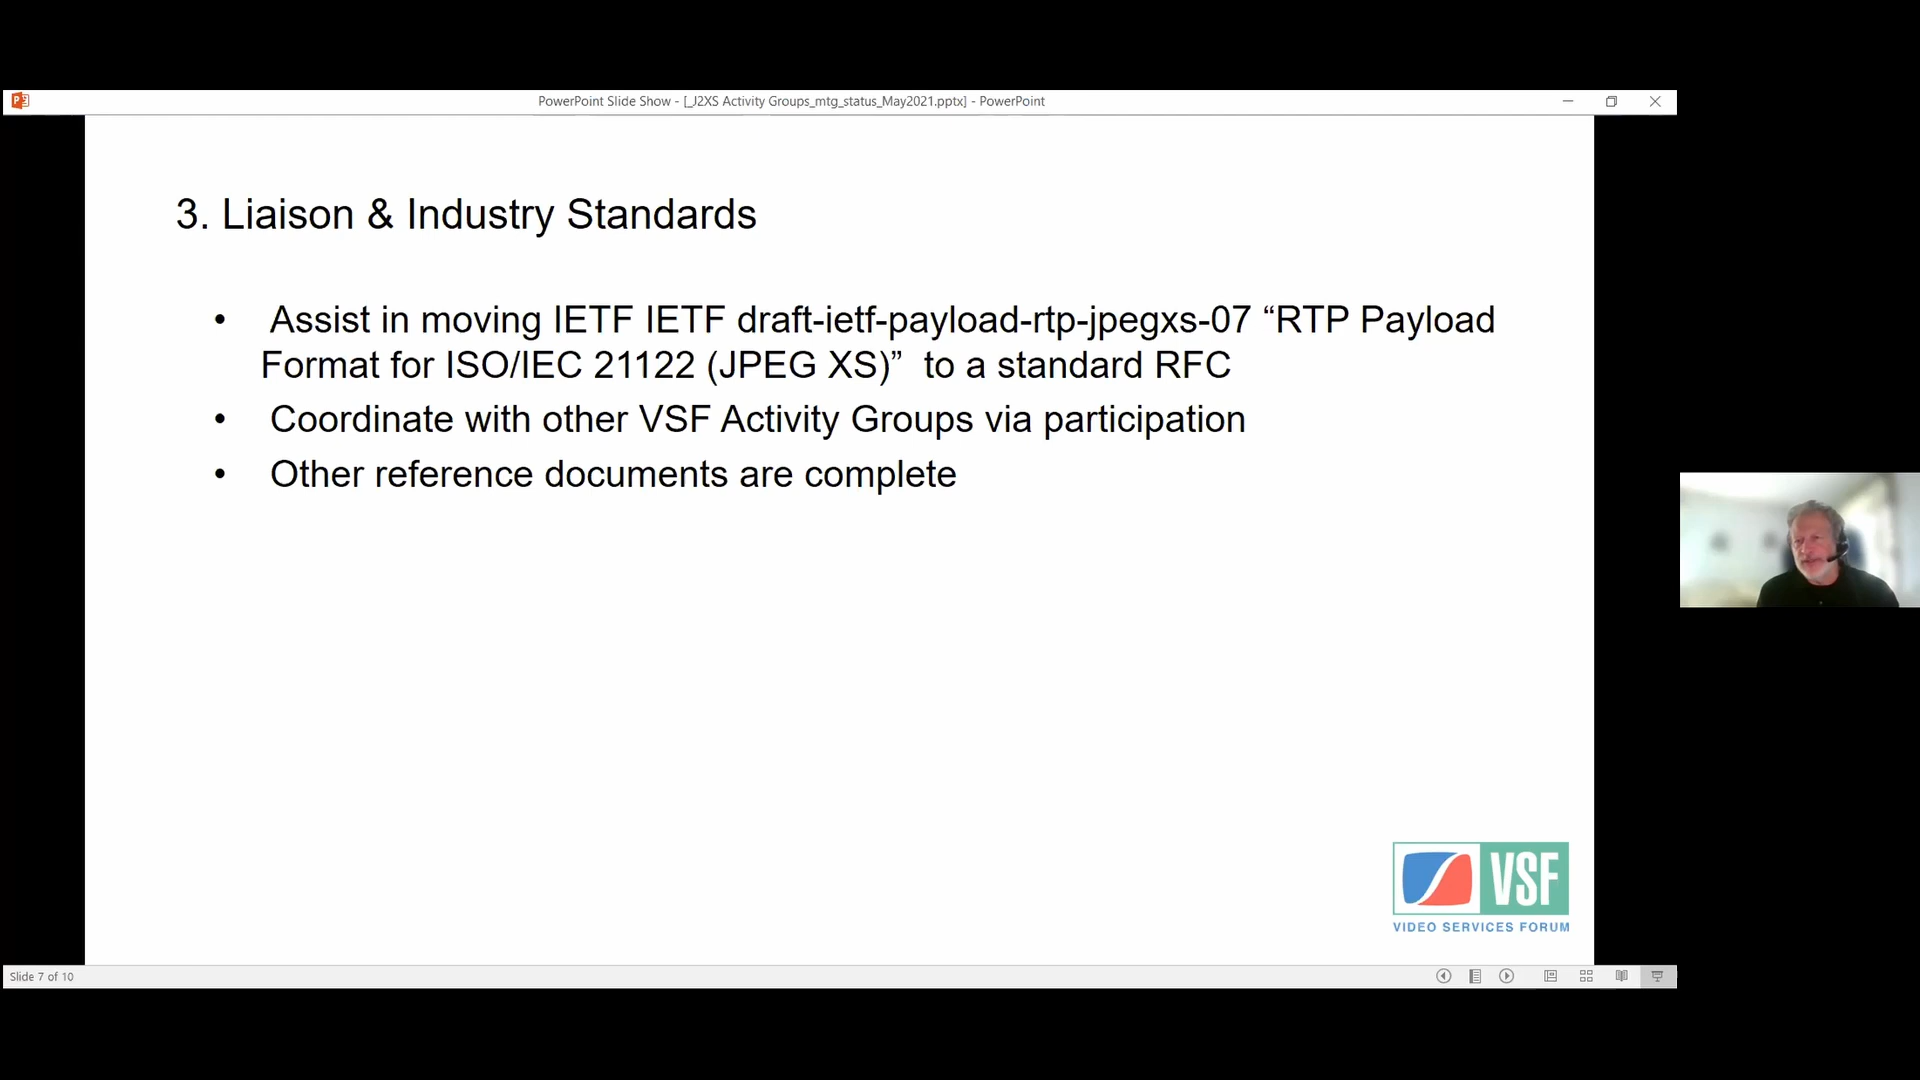 PowerPoint Slide Show - [_J2XS Activity Groups_mtg_status_May2021.pptx] - PowerPoint
3. Liaison & Industry Standards
• Assist in moving IETF IETF draft-ietf-payload-rtp-jpegxs-07 “RTP Payload
Format for ISO/IEC 21122 (JPEG XS)” to a standard RFC
• Coordinate with other VSF Activity Groups via participation
• Other reference documents are complete
VSF
VIDEO SERVICES FORUM
Slide 7 of 10